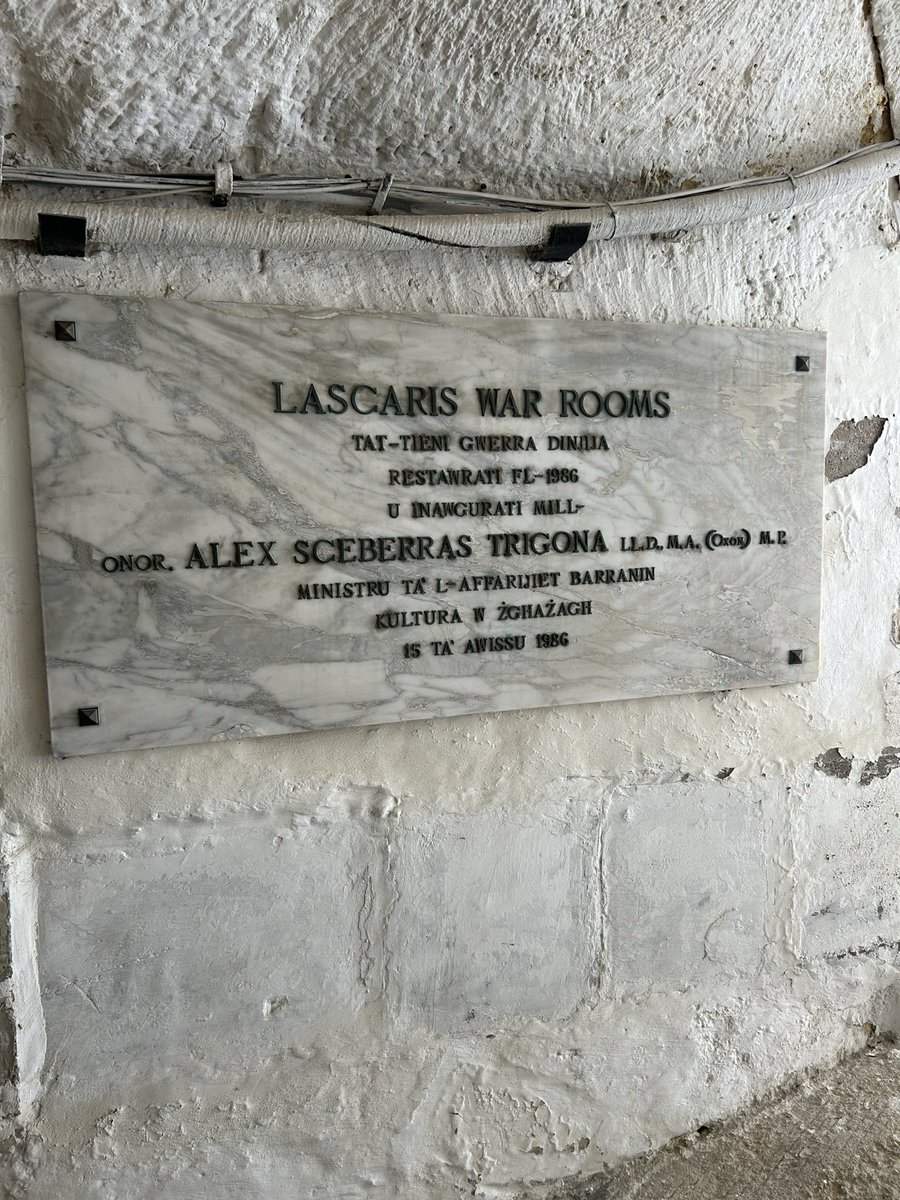 LASCARIS WAR ROOMS
TAT-TIENI GWERRA DINJIJA
RESTAWRATI FL-1986
U INAWGURATI MILL-
ONOR. ALEX SCEBERRAS TRIGONA LL.D., M.A. (OXON) M.P.
MINISTRU TA' L-AFFARIJIET BARRANIN
KULTURA W ŻGHAŻAGH
15 TA' AWISSU 1986